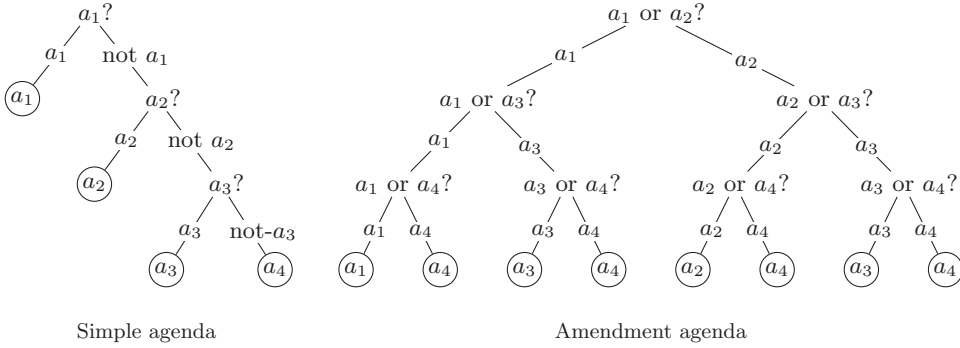 a₁? a₁ or a₂?
a₁ not a₁ a₁ a₂
a₁ a₂? a₁ or a₃? a₂ or a₃?
a₂ not a₂ a₁ a₃ a₂ a₃
a₂ a₃? a₁ or a₄? a₃ or a₄? a₂ or a₄? a₃ or a₄?
a₃ not-a₃ a₁ a₄ a₃ a₄ a₂ a₄ a₃ a₄
a₃ a₄ a₁ a₄ a₃ a₄ a₂ a₄ a₃ a₄
Simple agenda Amendment agenda